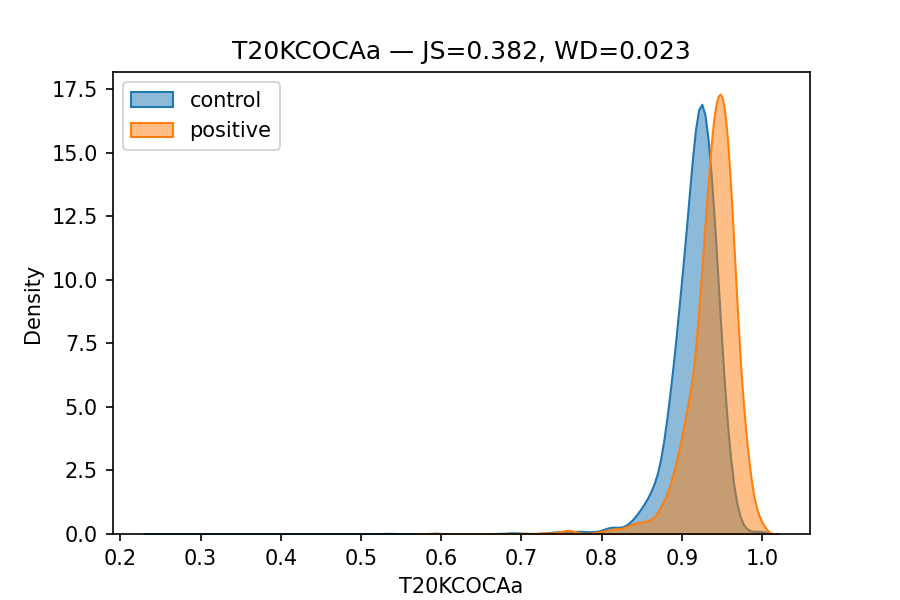 T20KCOCAa — JS=0.382, WD=0.023
control
positive
17.5
15.0
12.5
10.0
7.5
5.0
2.5
0.0
Density
0.2 0.3 0.4 0.5 0.6 0.7 0.8 0.9 1.0
T20KCOCAa